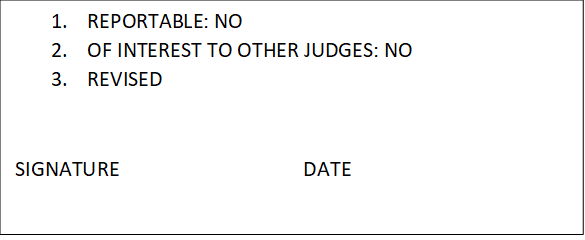 1. REPORTABLE: NO
2. OF INTEREST TO OTHER JUDGES: NO
3. REVISED
SIGNATURE DATE